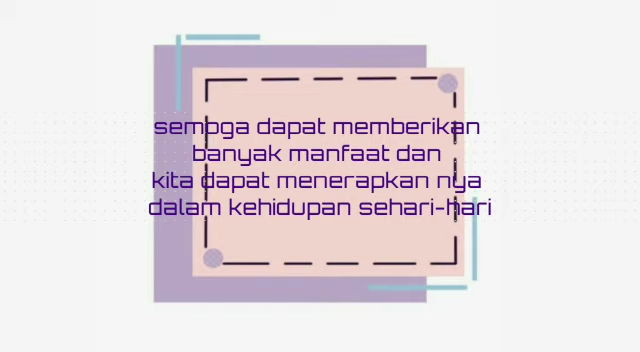 semoga dapat memberikan
banyak manfaat dan
kita dapat menerapkan nya
dalam kehidupan sehari-hari